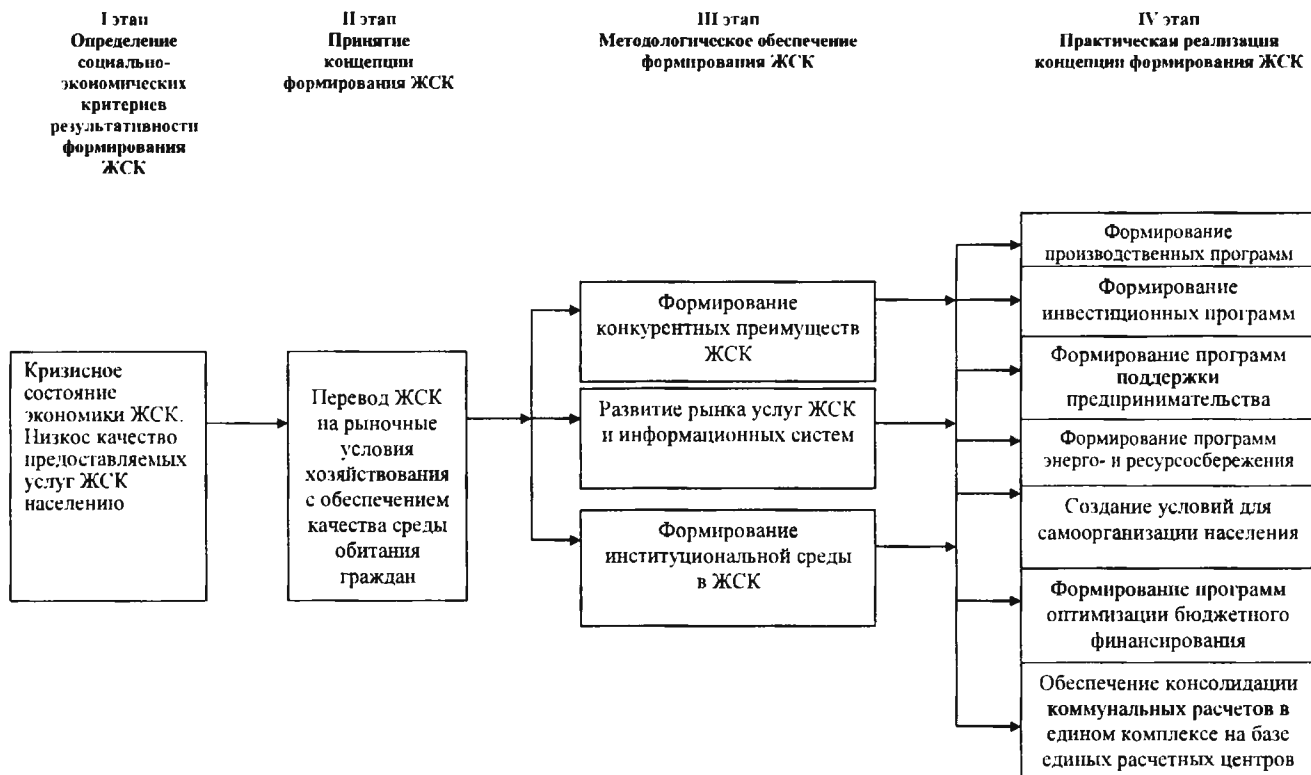 I этап
Определение
социально-
экономических
критериев
результативности
формирования
ЖСК
II этап
Принятие
концепции
формирования ЖСК
III этап
Методологическое обеспечение
формирования ЖСК
IV этап
Практическая реализация
концепции формирования ЖСК
Кризисное
состояние
экономики ЖСК.
Низкое качество
предоставляемых
услуг ЖСК
населению
Перевод ЖСК
на рыночные
условия
хозяйствования
с обеспечением
качества среды
обитания
граждан
Формирование
конкурентных преимуществ
ЖСК
Развитие рынка услуг ЖСК
и информационных систем
Формирование
институциональной среды
в ЖСК
Формирование
производственных программ
Формирование
инвестиционных программ
Формирование программ
поддержки
предпринимательства
Формирование программ
энерго- и ресурсосбережения
Создание условий для
самоорганизации населения
Формирование программ
оптимизации бюджетного
финансирования
Обеспечение консолидации
коммунальных расчетов в
едином комплексе на базе
единых расчетных центров